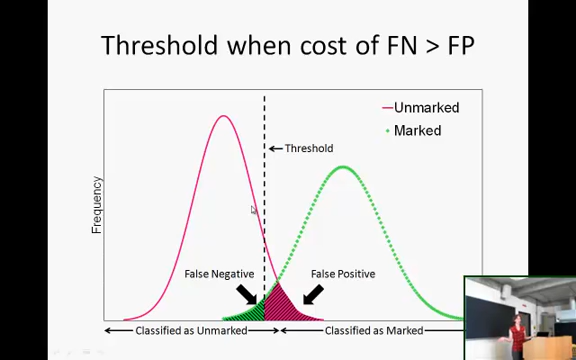 Threshold when cost of FN > FP
Unmarked
Marked
Threshold
Frequency
False Negative
False Positive
Classified as Unmarked
Classified as Marked